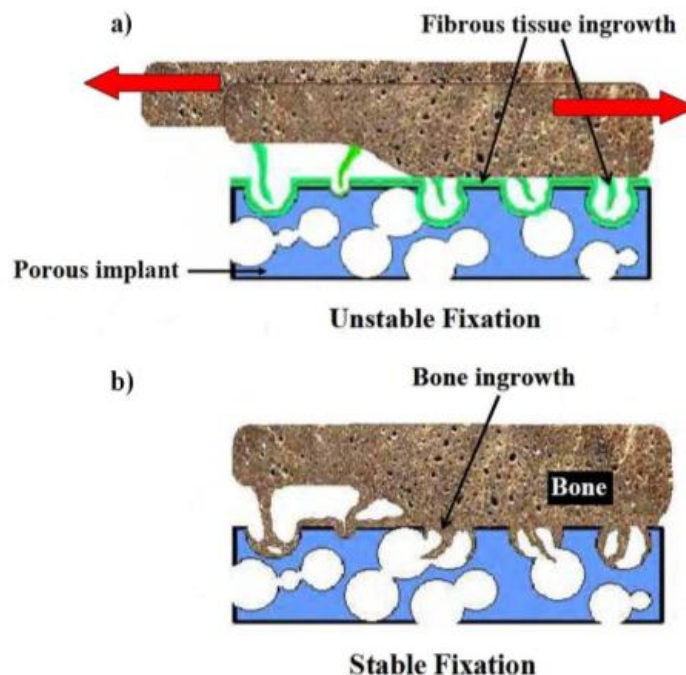 a)
Fibrous tissue ingrowth
Porous implant
Unstable Fixation
b)
Bone ingrowth
Bone
Stable Fixation